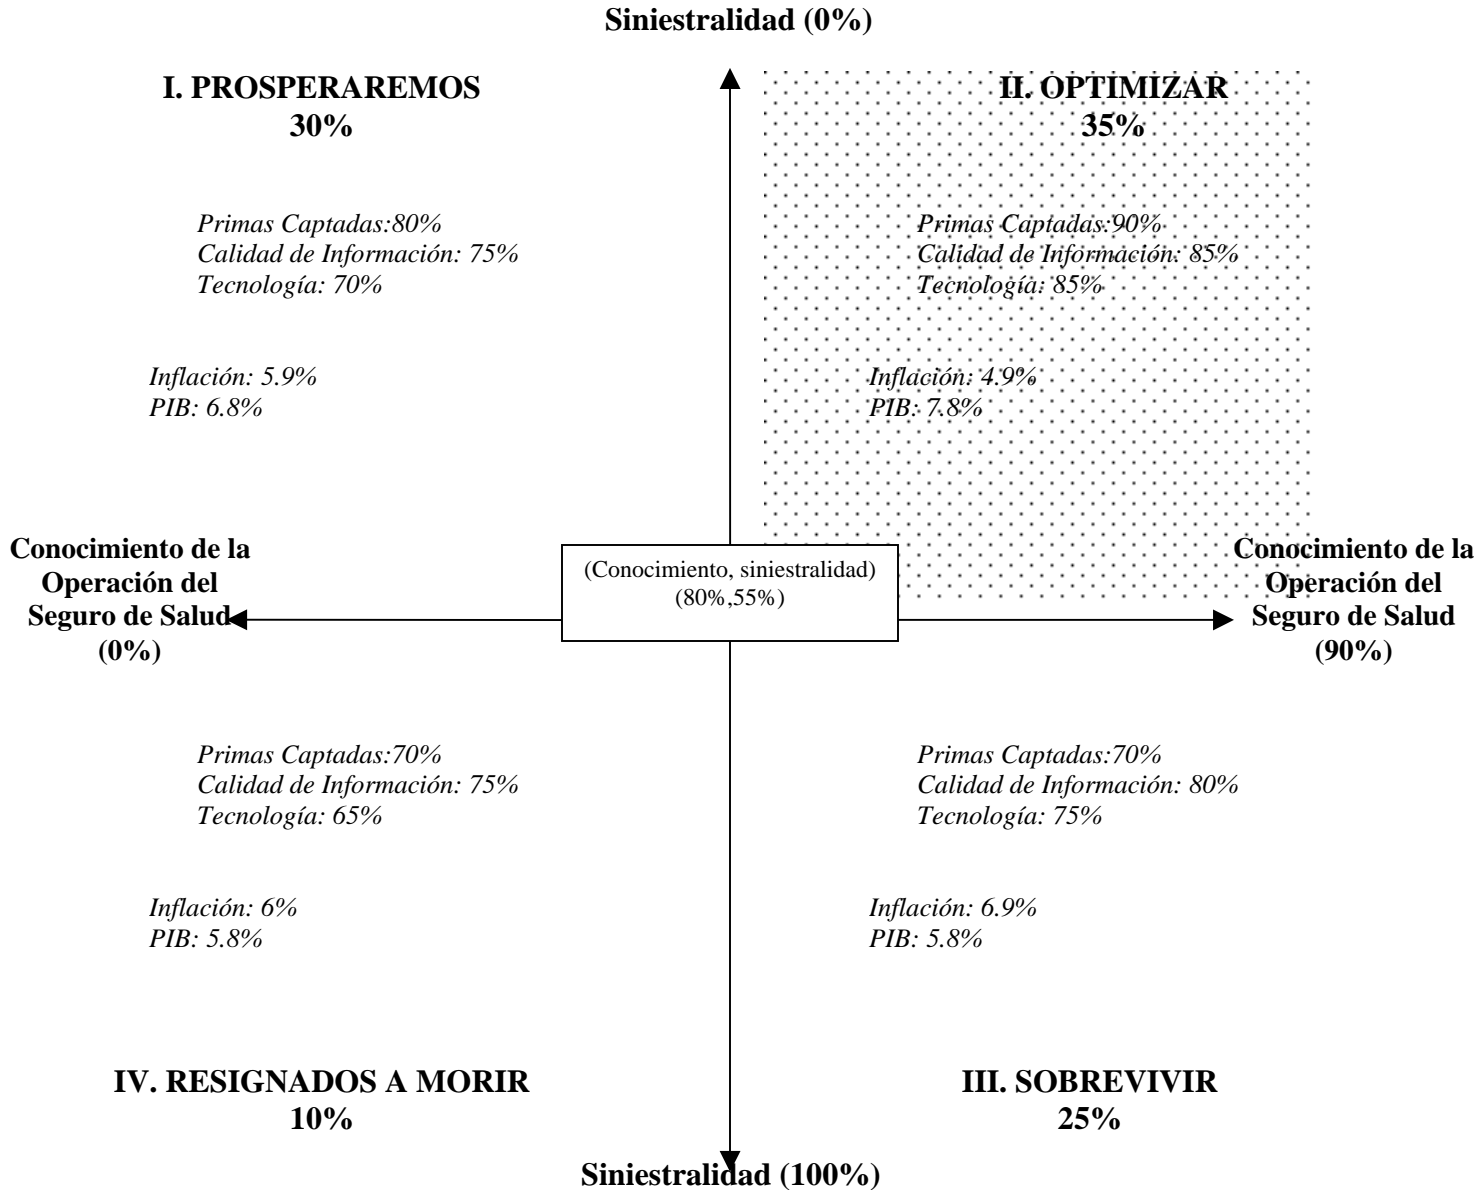 Siniestralidad (0%)
I. PROSPERAREMOS
30%
II. OPTIMIZAR
35%
Primas Captadas:80%
Calidad de Información: 75%
Tecnología: 70%
Primas Captadas:90%
Calidad de Información: 85%
Tecnología: 85%
Inflación: 5.9%
PIB: 6.8%
Inflación: 4.9%
PIB: 7.8%
Conocimiento de la
Operación del
Seguro de Salud
(0%)
(Conocimiento, siniestralidad)
(80%,55%)
Conocimiento de la
Operación del
Seguro de Salud
(90%)
Primas Captadas:70%
Calidad de Información: 75%
Tecnología: 65%
Primas Captadas:70%
Calidad de Información: 80%
Tecnología: 75%
Inflación: 6%
PIB: 5.8%
Inflación: 6.9%
PIB: 5.8%
IV. RESIGNADOS A MORIR
10%
III. SOBREVIVIR
25%
Siniestralidad (100%)